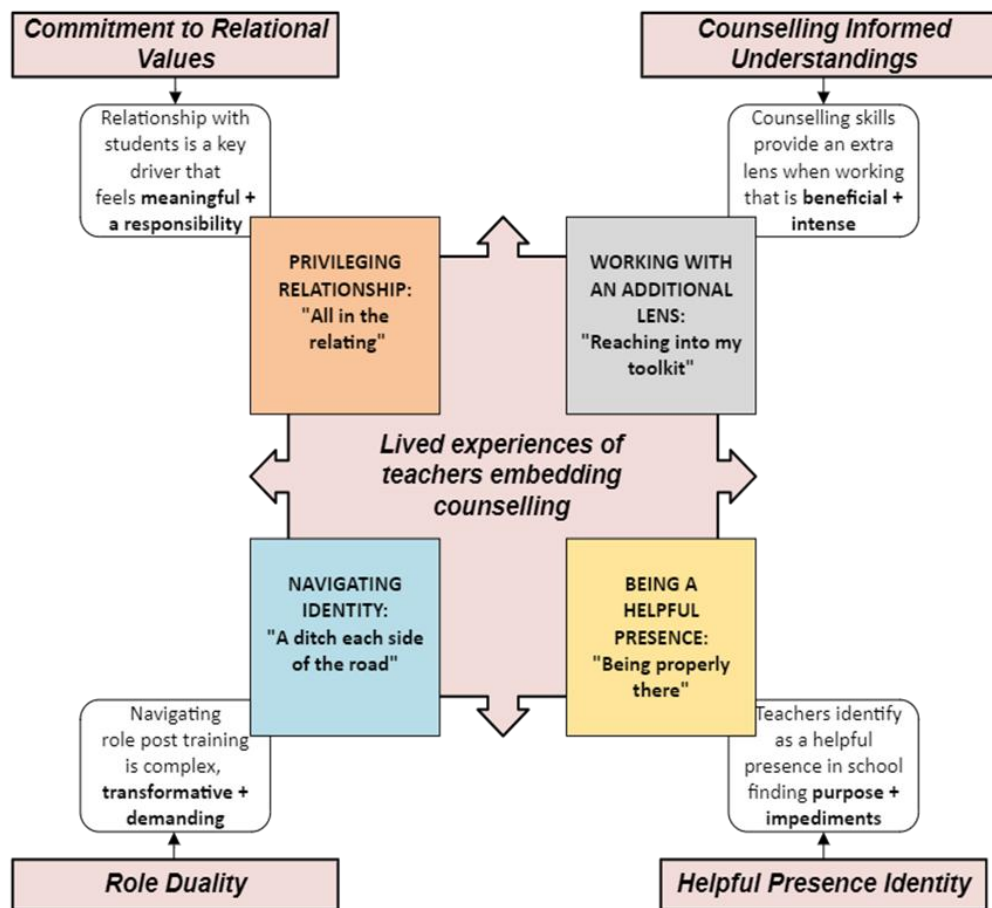 Commitment to Relational
Values
Relationship with
students is a key
driver that
feels meaningful +
a responsibility
PRIVILEGING
RELATIONSHIP:
"All in the
relating"
Counselling Informed
Understandings
Counselling skills
provide an extra
lens when working
that is beneficial +
intense
WORKING WITH
AN ADDITIONAL
LENS:
"Reaching into my
toolkit"
Lived experiences of
teachers embedding
counselling
NAVIGATING
IDENTITY:
"A ditch each side
of the road"
Navigating
role post training
is complex,
transformative +
demanding
Role Duality
BEING A
HELPFUL
PRESENCE:
"Being properly
there"
Teachers identify
as a helpful
presence in school
finding purpose +
impediments
Helpful Presence Identity